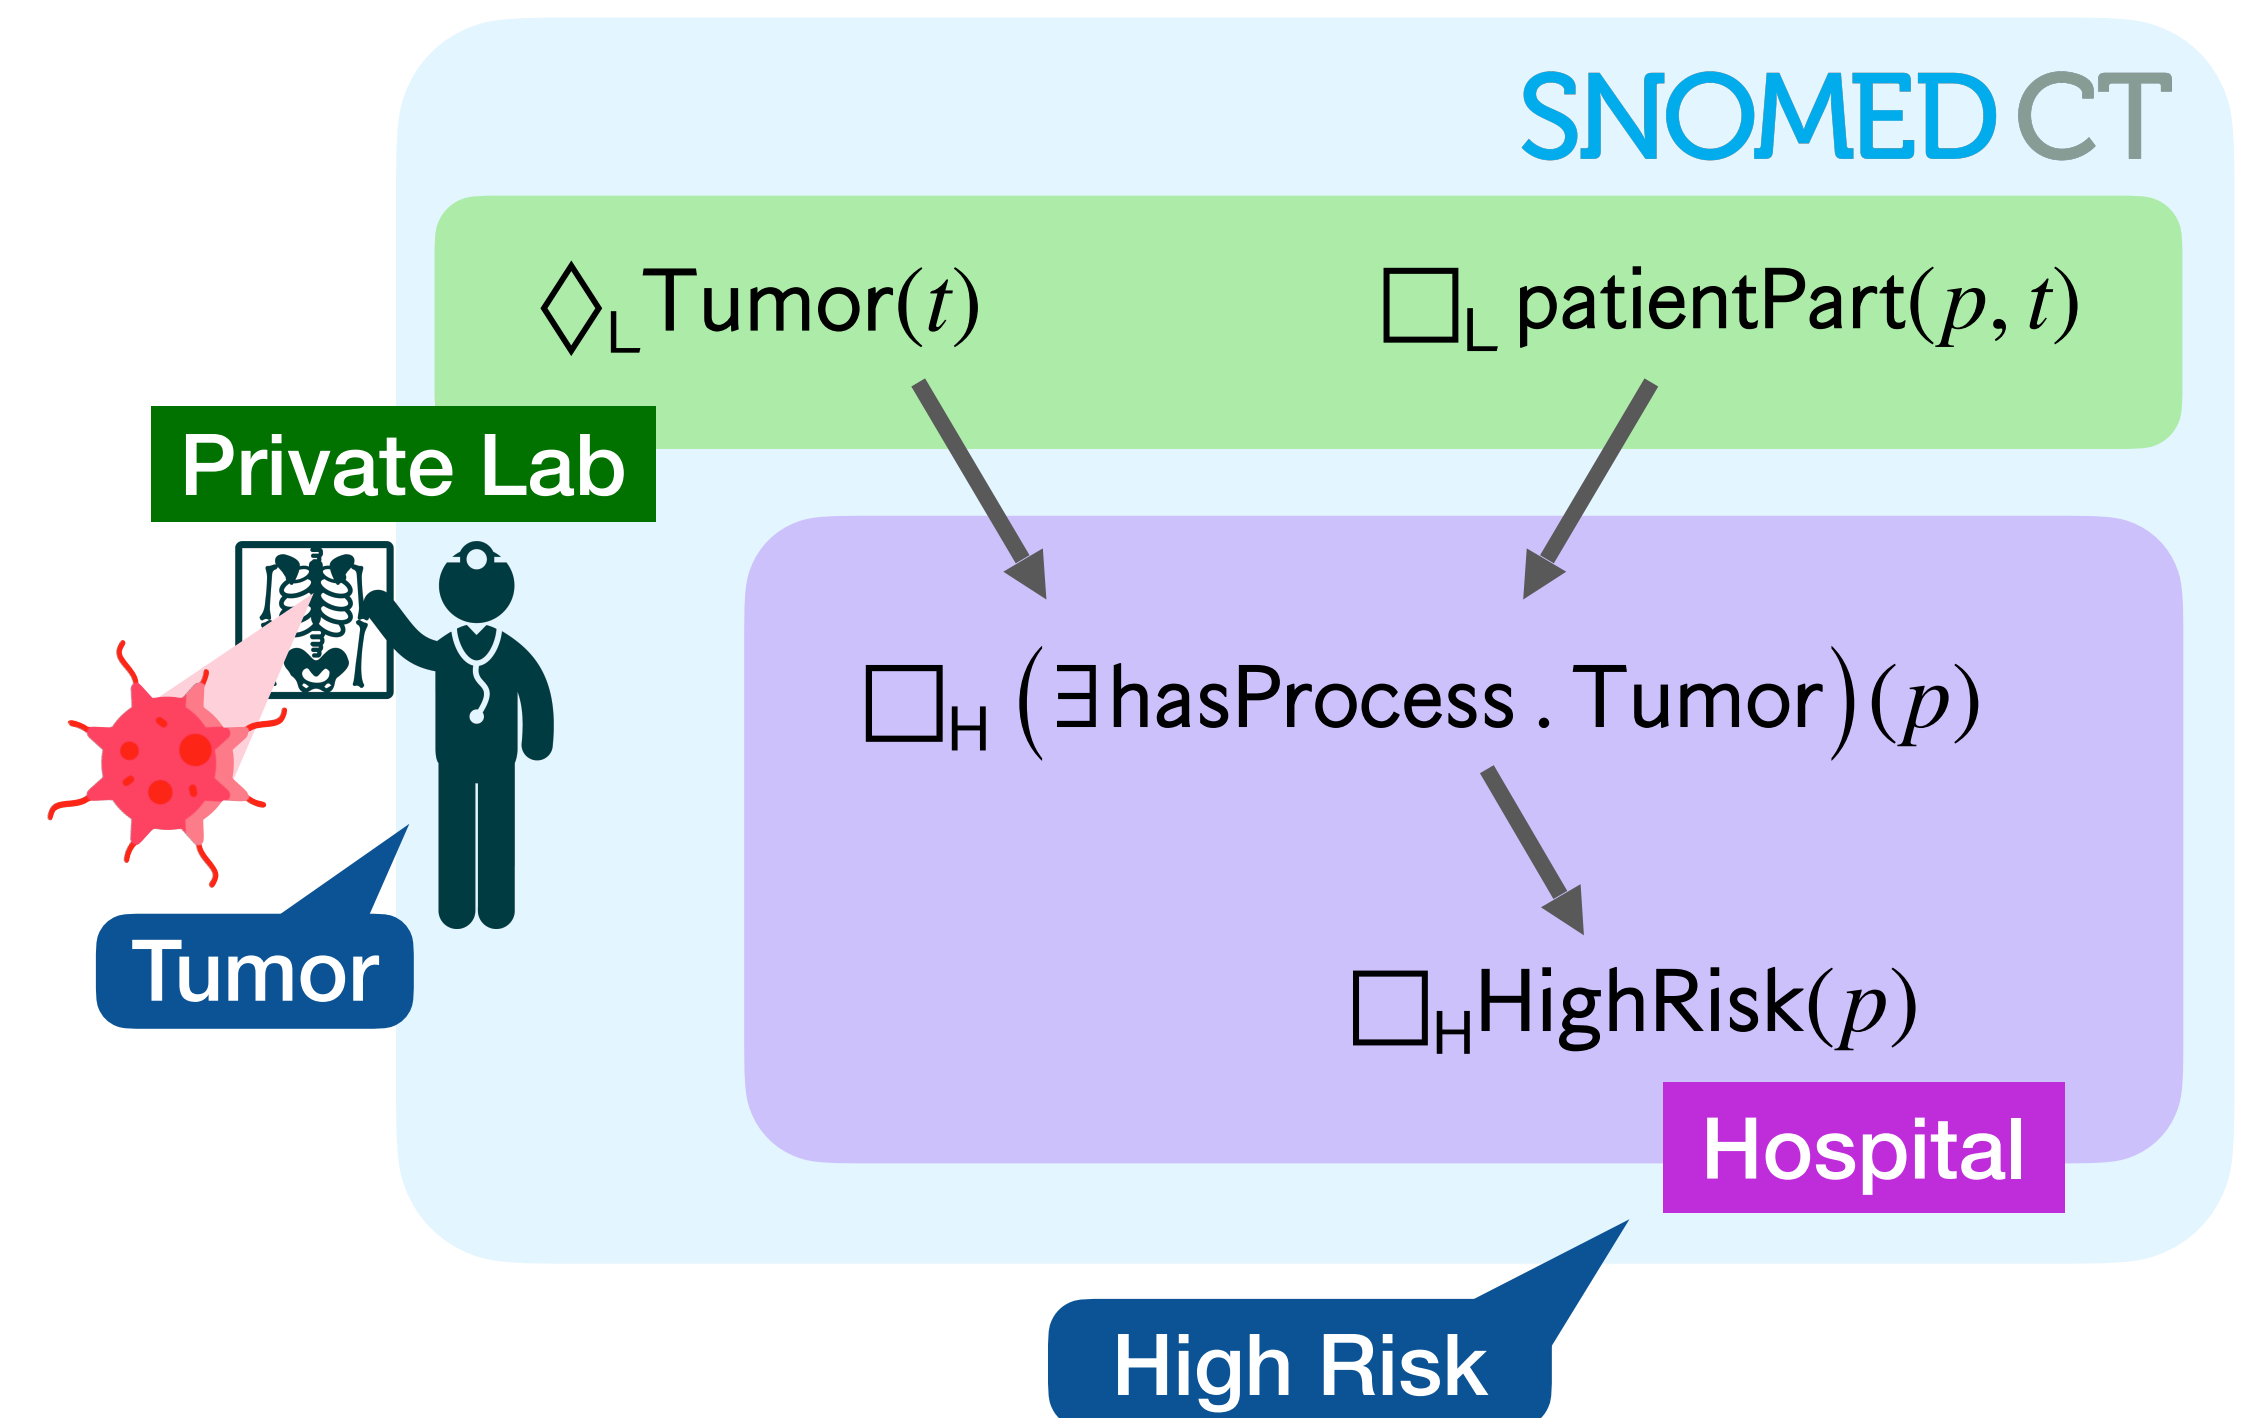 SNOMED CT
◇L Tumor(t)
□L patientPart(p, t)
Private Lab
□H (∃hasProcess . Tumor)(p)
Tumor
□H HighRisk(p)
Hospital
High Risk